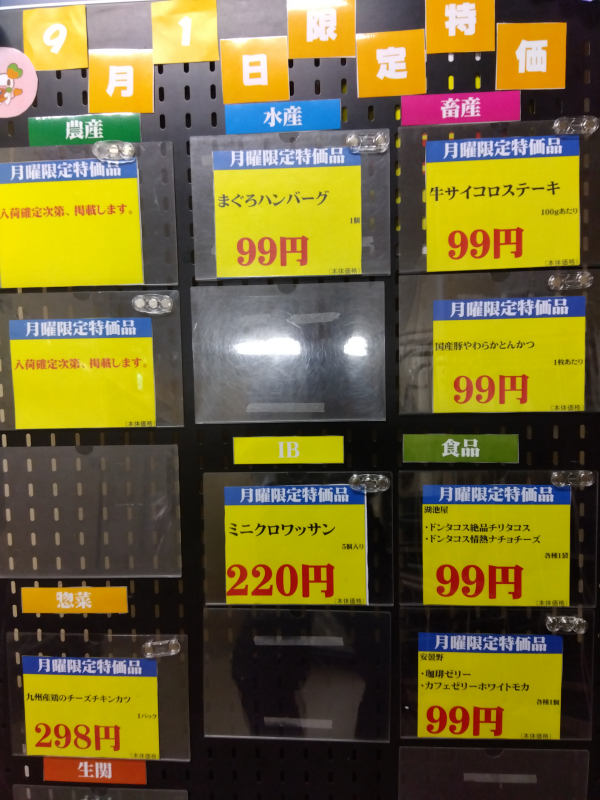 9月1日限定特価
農産
月曜限定特価品
入荷確定次第、掲載します。
月曜限定特価品
入荷確定次第、掲載します。
(本体価格)
惣菜
月曜限定特価品
九州産鶏のチーズチキンカツ
1パック
298円
(本体価格)
生関
水産
月曜限定特価品
まぐろハンバーグ
1個
99円
(本体価格)
IB
月曜限定特価品
ミニクロワッサン
5個入り
220円
(本体価格)
畜産
月曜限定特価品
牛サイコロステーキ
100gあたり
99円
(本体価格)
月曜限定特価品
国産豚やわらかとんかつ
1枚あたり
99円
(本体価格)
食品
月曜限定特価品
湖池屋
・ドンタコス絶品チリタコス
・ドンタコス情熱ナチョチーズ
各種1袋
99円
(本体価格)
月曜限定特価品
安曇野
・珈琲ゼリー
・カフェゼリーホワイトモカ
各種1個
99円
(本体価格)